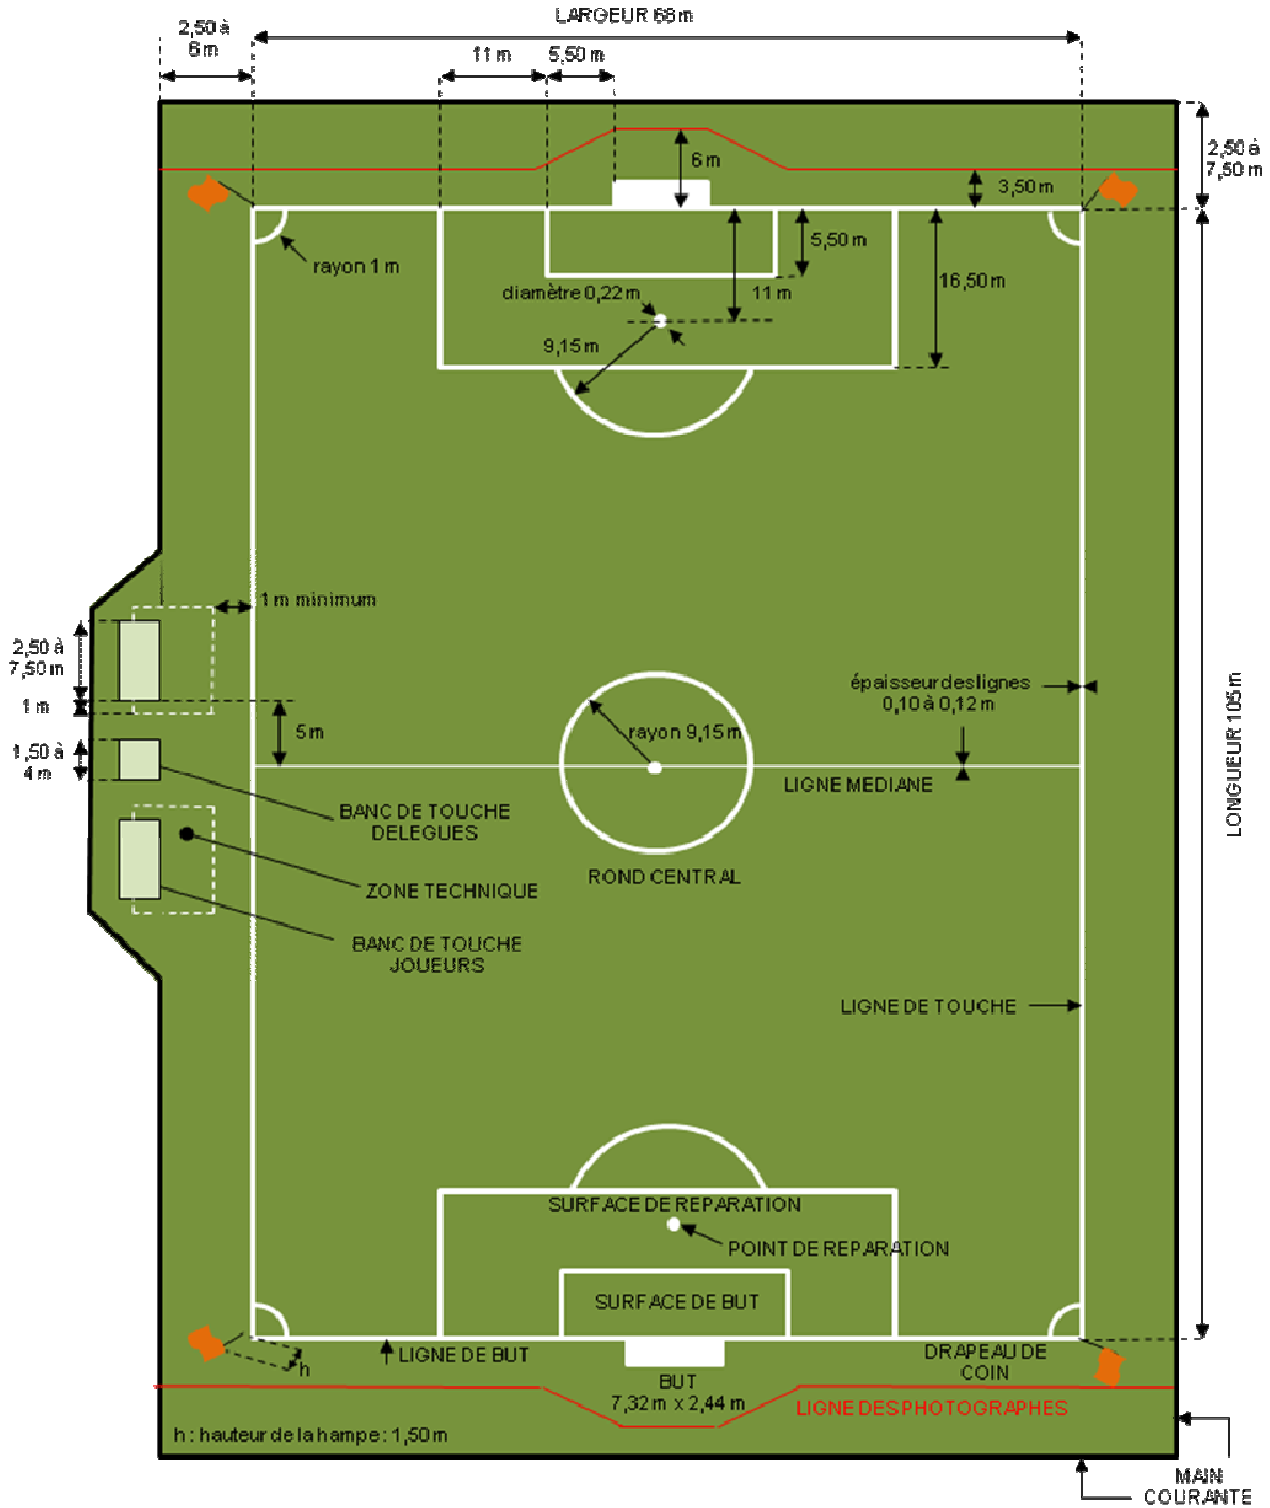 LARGEUR 68 m
2,50 à
6 m
11 m
5,50 m
6 m
2,50 à
7,50 m
3,50 m
rayon 1 m
5,50 m
diamètre 0,22 m
11 m
16,50 m
9,15 m
1 m minimum
2,50 à
7,50 m
1 m
5 m
1,50 à
4 m
épaisseur des lignes
0,10 à 0,12 m
rayon 9,15 m
LIGNE MEDIANE
LONGUEUR 105 m
BANC DE TOUCHE
DELEGUES
ROND CENTRAL
ZONE TECHNIQUE
BANC DE TOUCHE
JOUEURS
LIGNE DE TOUCHE
SURFACE DE REPARATION
POINT DE REPARATION
SURFACE DE BUT
LIGNE DE BUT
h
DRAPEAU DE
COIN
BUT
7,32 m x 2,44 m
LIGNE DES PHOTOGRAPHES
h : hauteur de la hampe : 1,50 m
MAIN
COURANTE